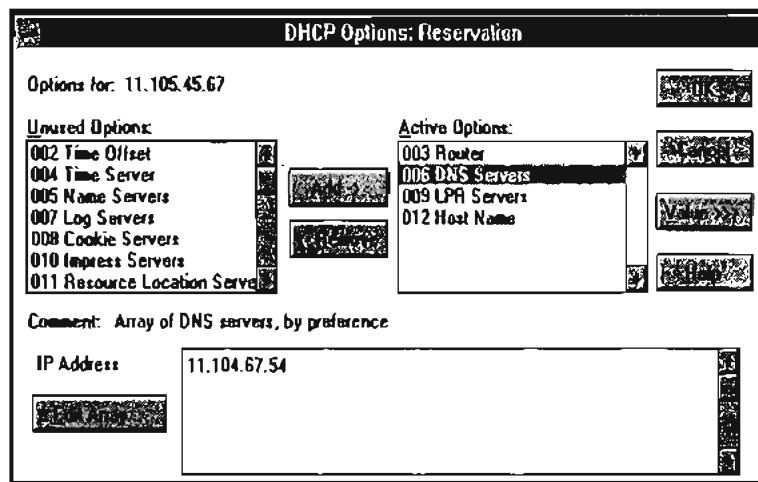 DHCP Options: Reservation
Options for: 11.105.45.67
OK
Unused Options:
002 Time Offset
004 Time Server
005 Name Servers
007 Log Servers
008 Cookie Servers
010 Impress Servers
011 Resource Location Serve
Active Options:
003 Router
006 DNS Servers
009 LPR Servers
012 Host Name
Value >>>
Comment: Array of DNS servers, by preference
IP Address
11.104.67.54